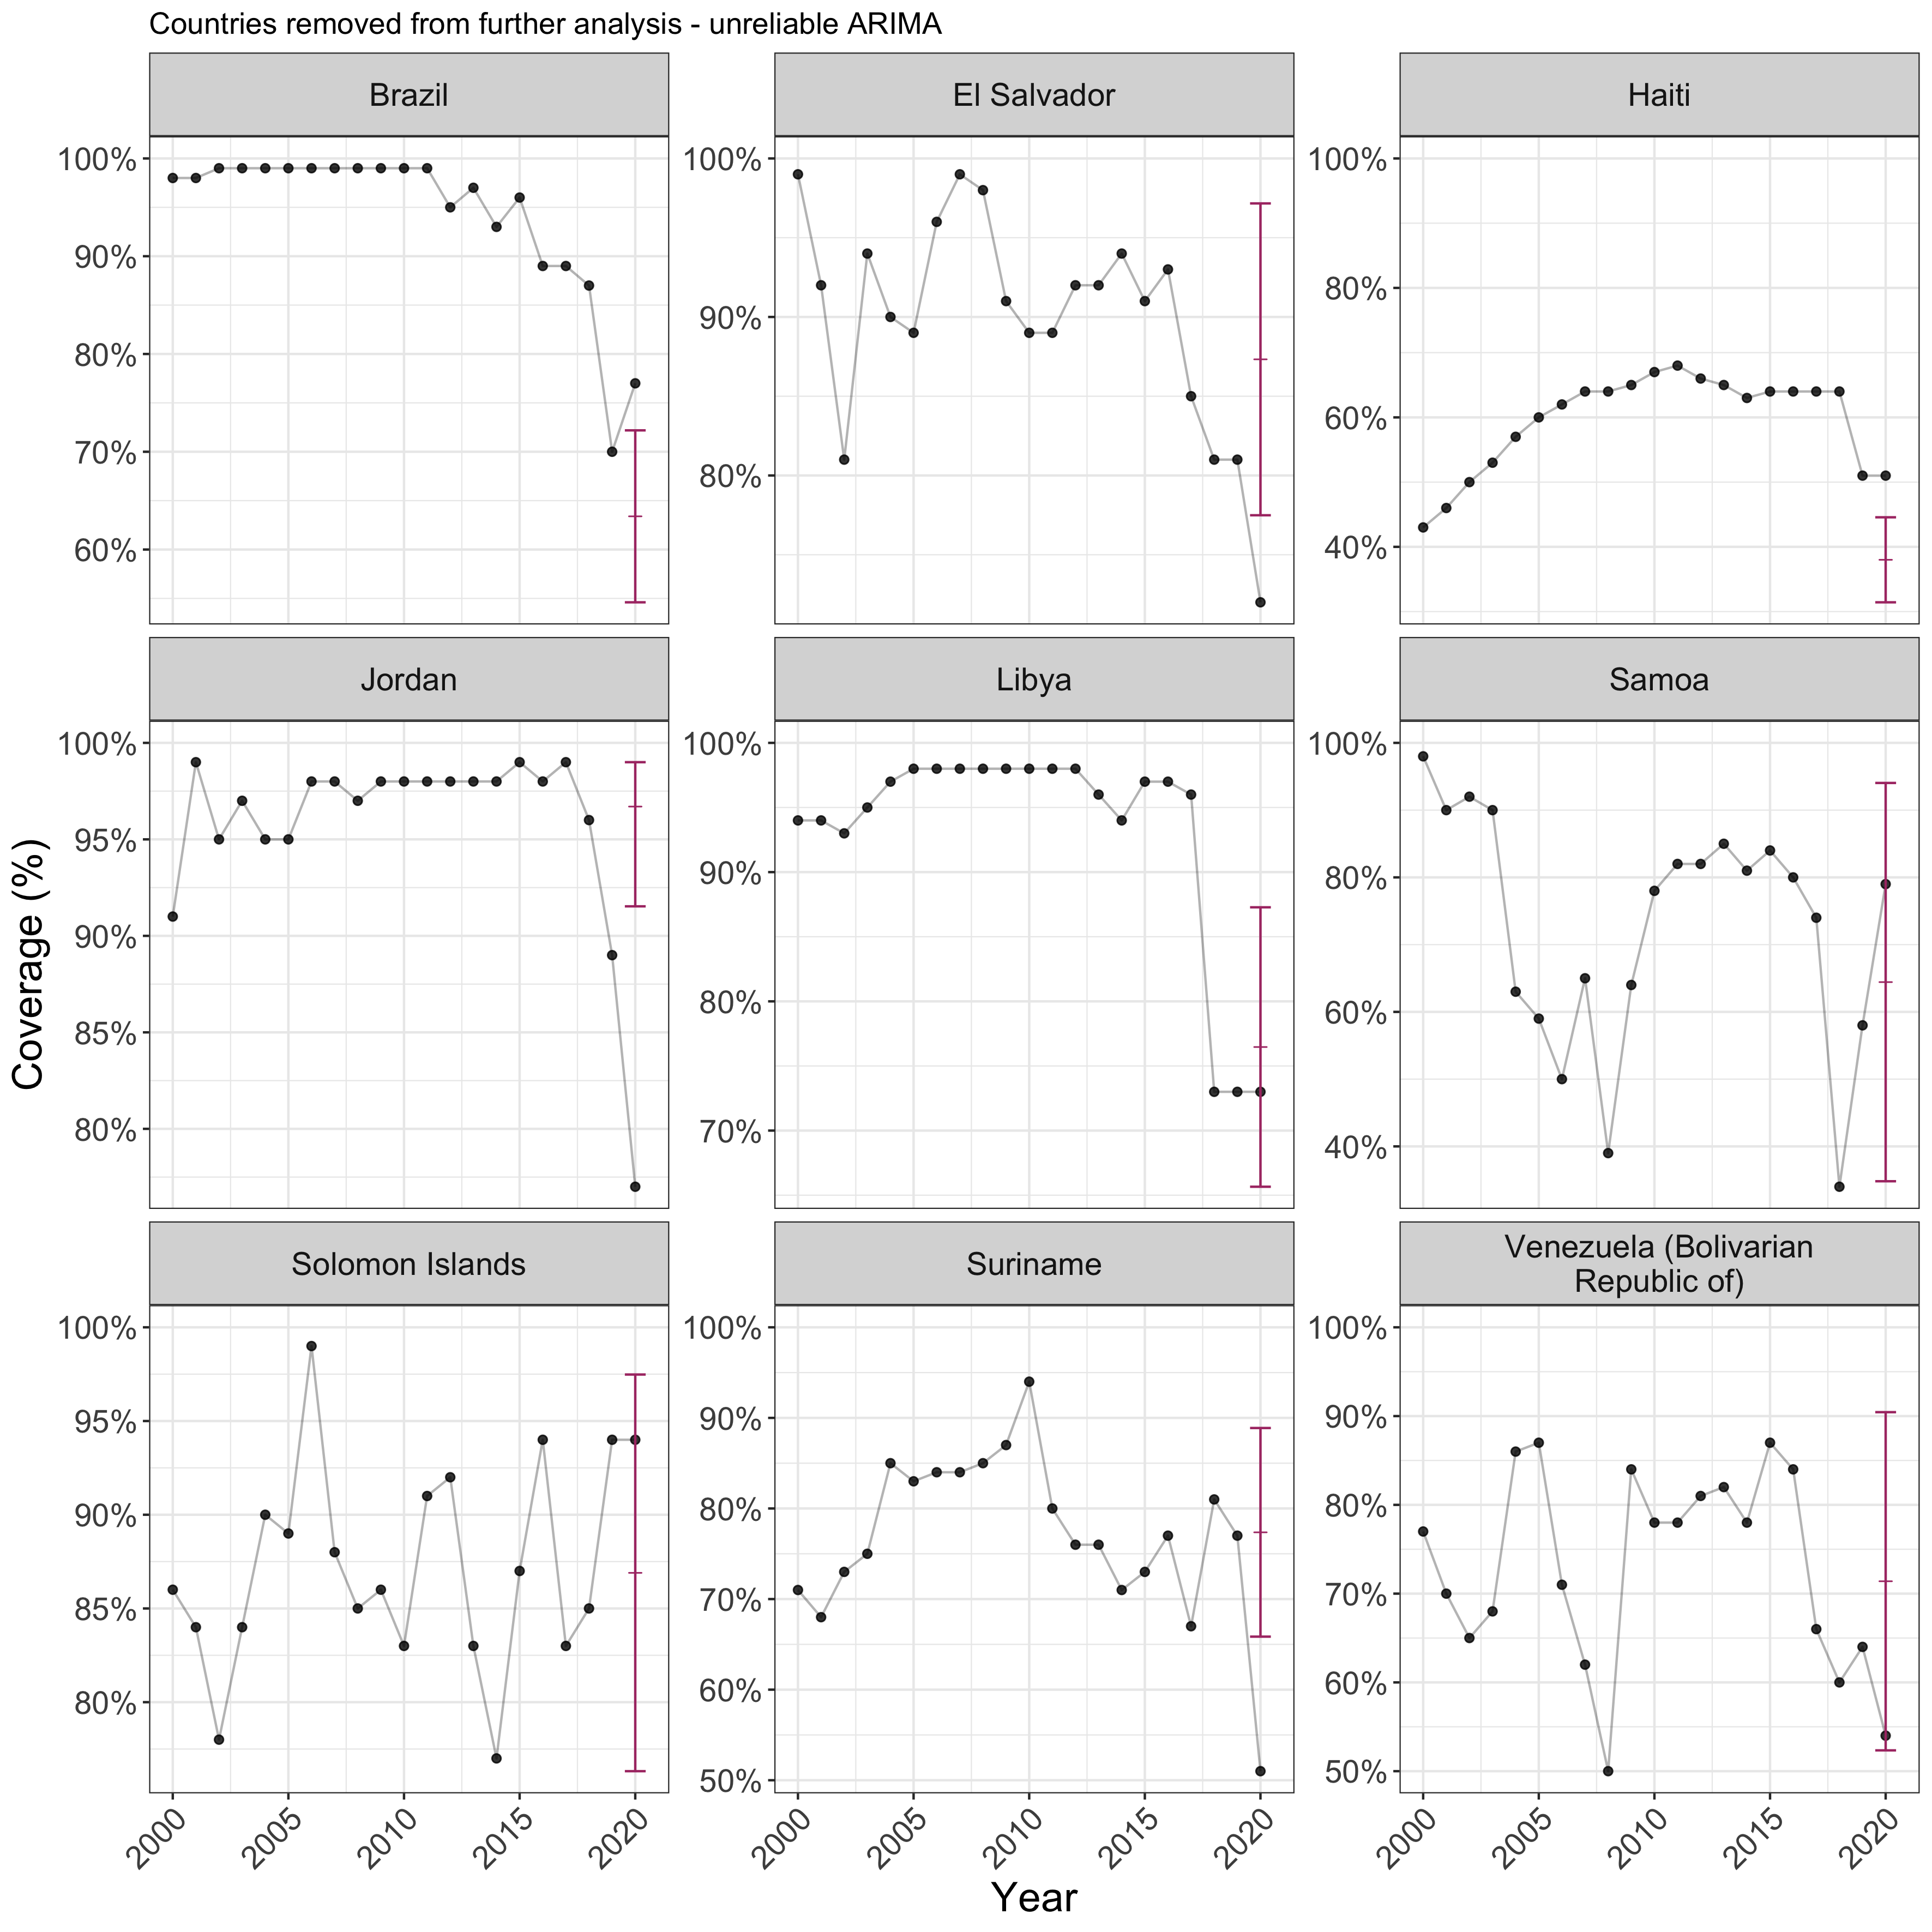 Countries removed from further analysis - unreliable ARIMA
Brazil
El Salvador
Haiti
100%
90%
80%
70%
60%
100%
90%
80%
100%
80%
60%
40%
Jordan
Libya
Samoa
100%
95%
90%
85%
80%
100%
90%
80%
70%
100%
80%
60%
40%
Coverage (%)
Solomon Islands
Suriname
Venezuela (Bolivarian
Republic of)
100%
95%
90%
85%
80%
100%
90%
80%
70%
60%
50%
100%
90%
80%
70%
60%
50%
2000 2005 2010 2015 2020
2000 2005 2010 2015 2020
2000 2005 2010 2015 2020
Year